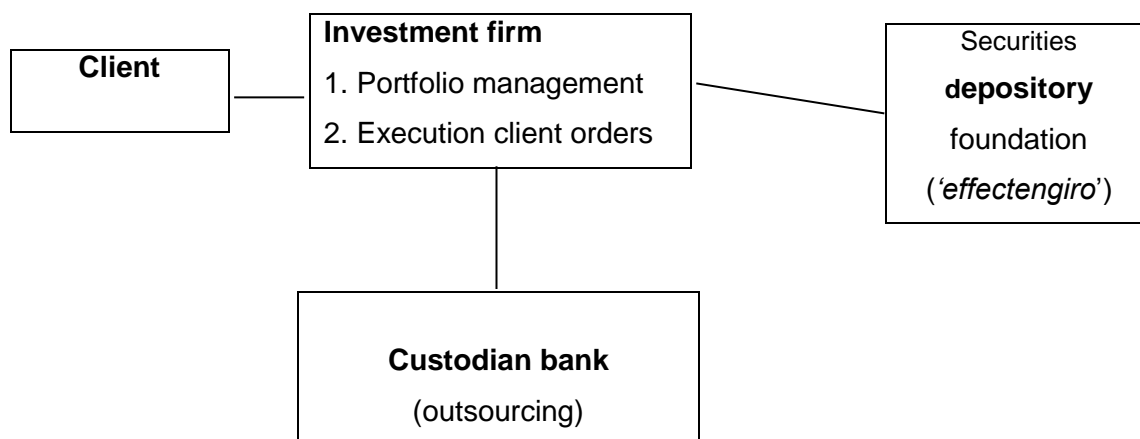 Client
Investment firm
1. Portfolio management
2. Execution client orders
Securities
depository
foundation
(‘effectengiro’)
Custodian bank
(outsourcing)